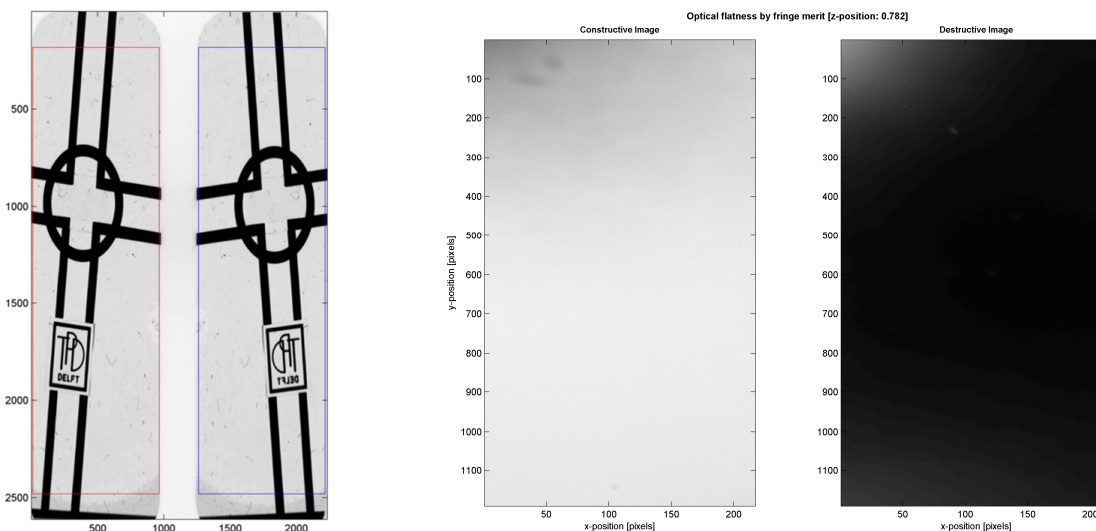 Optical flatness by fringe merit [z-position: 0.782]
Constructive Image
Destructive Image
500
1000
1500
2000
2500
500 1000 1500 2000
TPD
DELFT
TPD
DELFT
y-position [pixels]
100
200
300
400
500
600
700
800
900
1000
1100
50 100 150 200
x-position [pixels]
100
200
300
400
500
600
700
800
900
1000
1100
50 100 150 200
x-position [pixels]